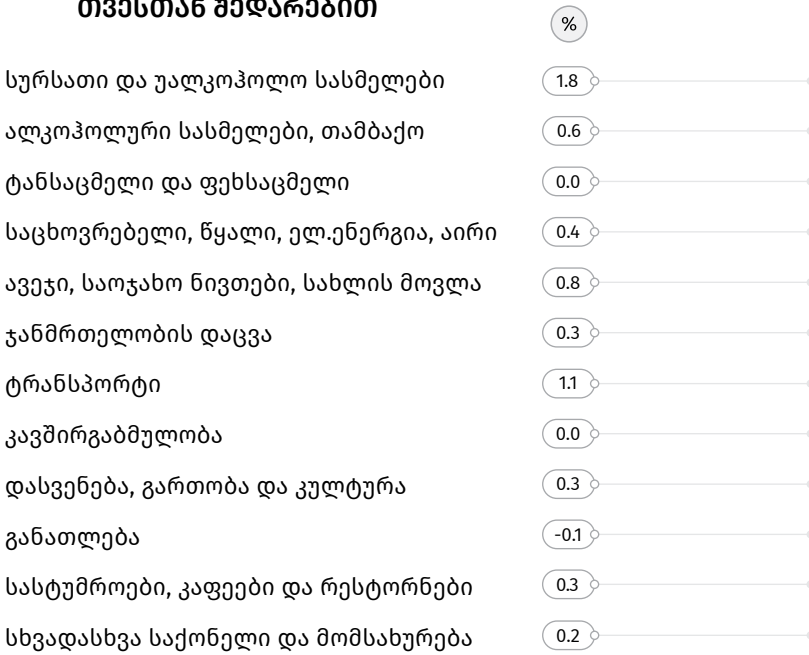 თვესთან შედარებით
%
სურსათი და უალკოჰოლო სასმელები 1.8
ალკოჰოლური სასმელები, თამბაქო 0.6
ტანსაცმელი და ფეხსაცმელი 0.0
საცხოვრებელი, წყალი, ელ.ენერგია, აირი 0.4
ავეჯი, საოჯახო ნივთები, სახლის მოვლა 0.8
ჯანმრთელობის დაცვა 0.3
ტრანსპორტი 1.1
კავშირგაბმულობა 0.0
დასვენება, გართობა და კულტურა 0.3
განათლება -0.1
სასტუმროები, კაფეები და რესტორნები 0.3
სხვადასხვა საქონელი და მომსახურება 0.2